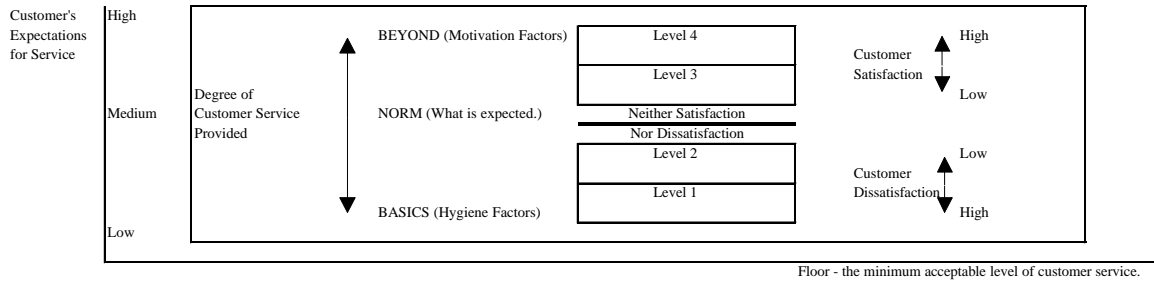 Customer's
Expectations
for Service
High
Medium
Low
Degree of
Customer Service
Provided
BEYOND (Motivation Factors)
NORM (What is expected.)
BASICS (Hygiene Factors)
Level 4
Level 3
Neither Satisfaction
Nor Dissatisfaction
Level 2
Level 1
Customer
Satisfaction
High
Low
Customer
Dissatisfaction
Low
High
Floor - the minimum acceptable level of customer service.